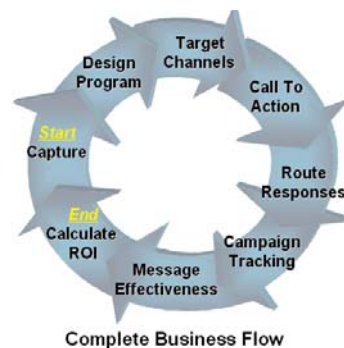 Start
Capture
Design
Program
Target
Channels
Call To
Action
Route
Responses
Campaign
Tracking
Message
Effectiveness
End
Calculate
ROI
Complete Business Flow